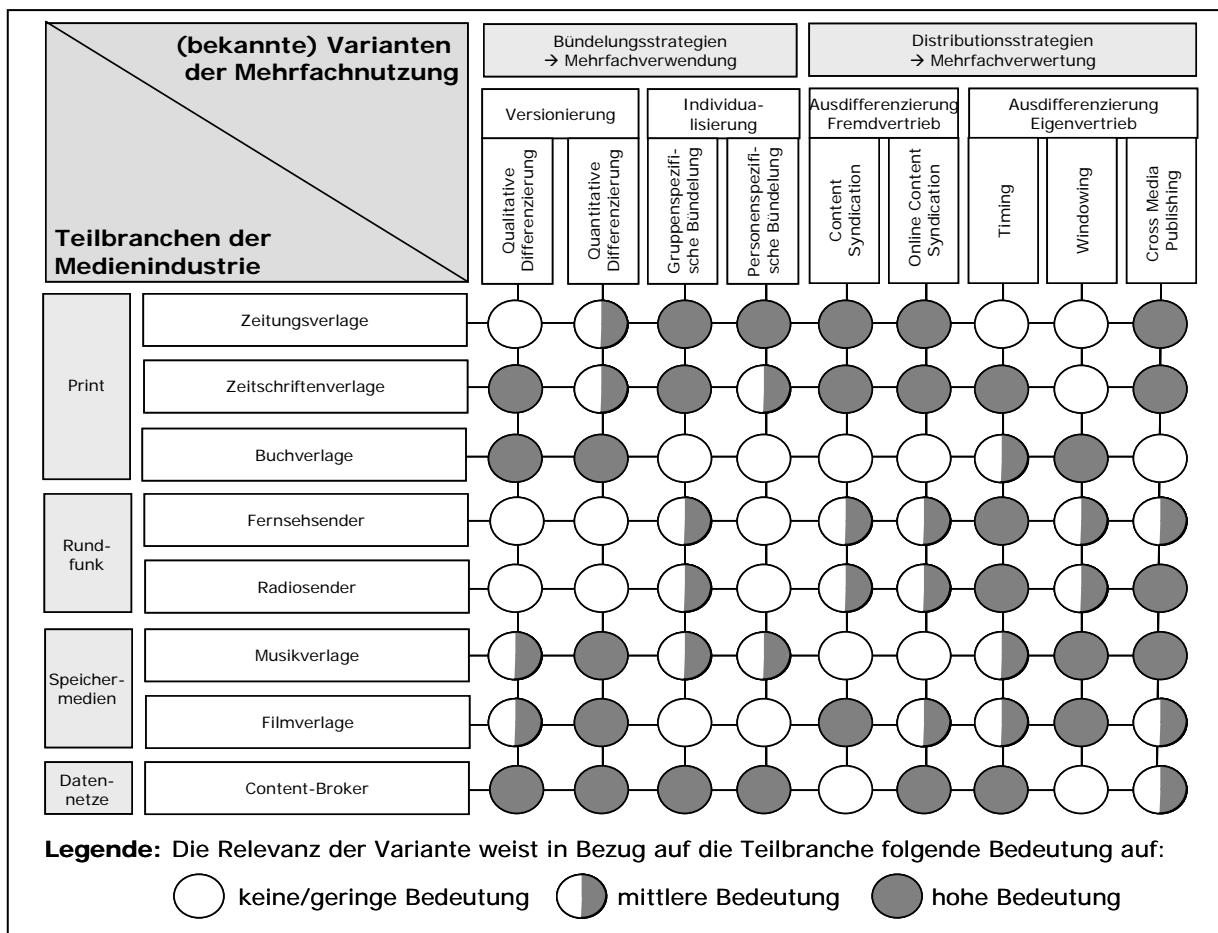 (bekannte) Varianten
der Mehrfachnutzung
Teilbranchen der
Medienindustrie
Bündelungsstrategien
→ Mehrfachverwendung
Distributionsstrategien
→ Mehrfachverwertung
Versionierung
Individua-
lisierung
Ausdifferenzierung
Fremdvertrieb
Ausdifferenzierung
Eigenvertrieb
Qualitative
Differenzierung
Quantitative
Differenzierung
Gruppenspezifi-
sche Bündelung
Personenspezifi-
sche Bündelung
Content
Syndication
Online Content
Syndication
Timing
Windowing
Cross Media
Publishing
Print
Zeitungsverlage
Zeitschriftenverlage
Buchverlage
Rund-
funk
Fernsehsender
Radiosender
Speicher-
medien
Musikverlage
Filmverlage
Daten-
netze
Content-Broker
Legende: Die Relevanz der Variante weist in Bezug auf die Teilbranche folgende Bedeutung auf:
keine/geringe Bedeutung
mittlere Bedeutung
hohe Bedeutung